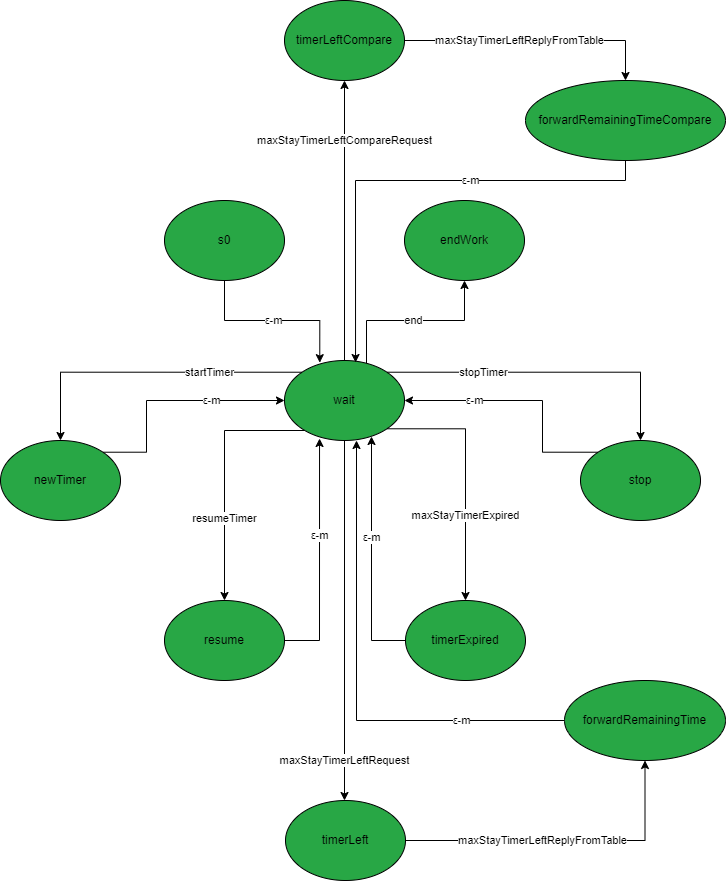 timerLeftCompare
maxStayTimerLeftReplyFromTable
forwardRemainingTimeCompare
maxStayTimerLeftCompareRequest
ε-m
s0
endWork
ε-m
end
startTimer
stopTimer
ε-m
wait
ε-m
newTimer
stop
resumeTimer
maxStayTimerExpired
ε-m
ε-m
resume
timerExpired
ε-m
forwardRemainingTime
maxStayTimerLeftRequest
timerLeft
maxStayTimerLeftReplyFromTable